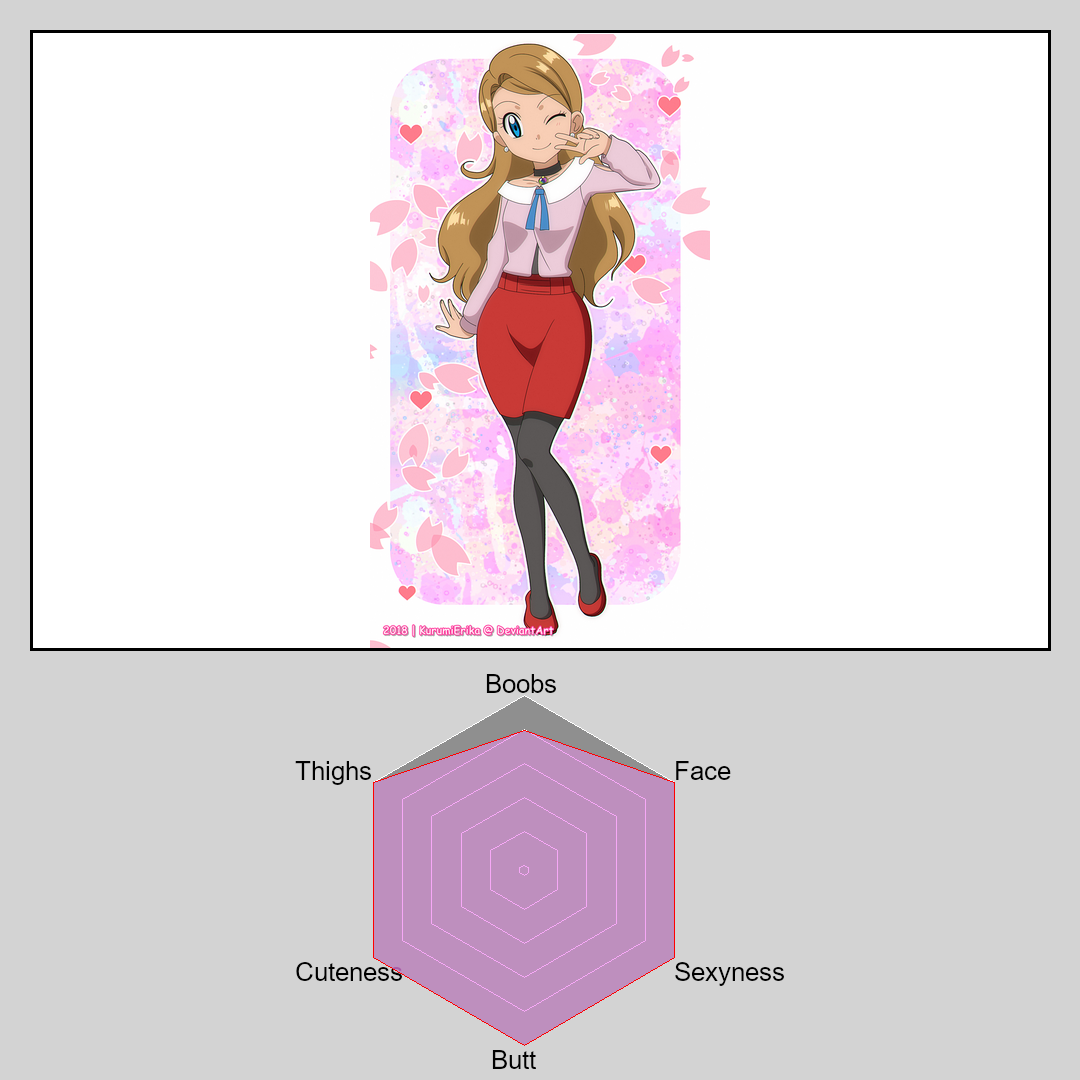 2018 | KurumiErika @ DeviantArt
Boobs
Thighs
Face
Cuteness
Sexyness
Butt